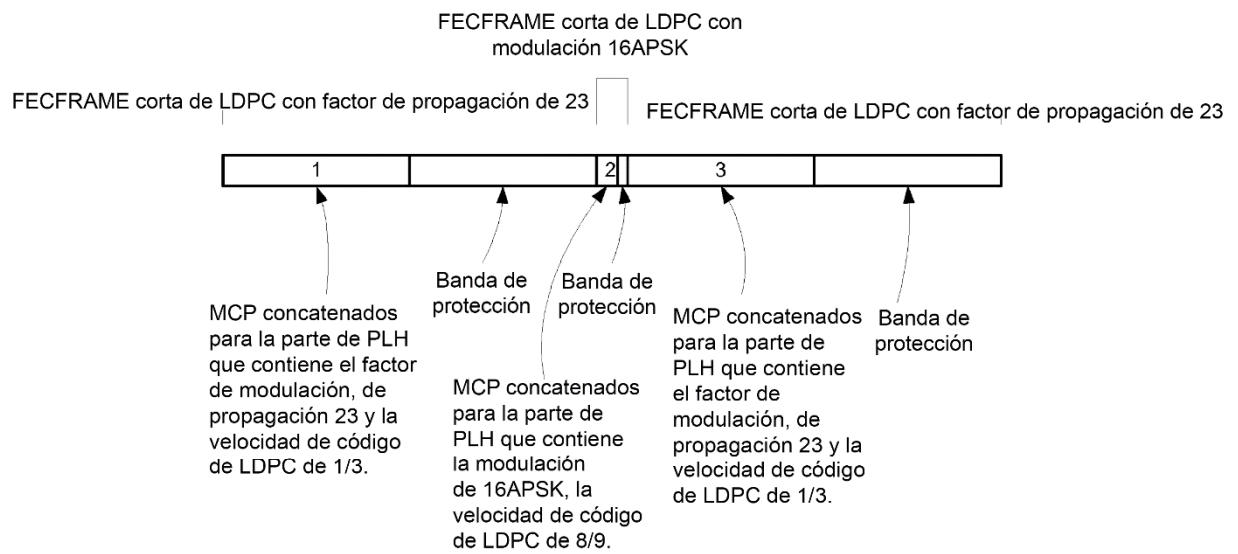 FECFRAME corta de LDPC con
modulación 16APSK
FECFRAME corta de LDPC con factor de propagación de 23
FECFRAME corta de LDPC con factor de propagación de 23
1
2
3
MCP concatenados
para la parte de PLH
que contiene el factor
de modulación, de
propagación 23 y la
velocidad de código
de LDPC de 1/3.
Banda de
protección
MCP concatenados
para la parte de
PLH que contiene
la modulación
de 16APSK, la
velocidad de código
de LDPC de 8/9.
Banda de
protección
MCP concatenados
para la parte de
PLH que contiene
el factor de
modulación, de
propagación 23 y la
velocidad de código
de LDPC de 1/3.
Banda de
protección